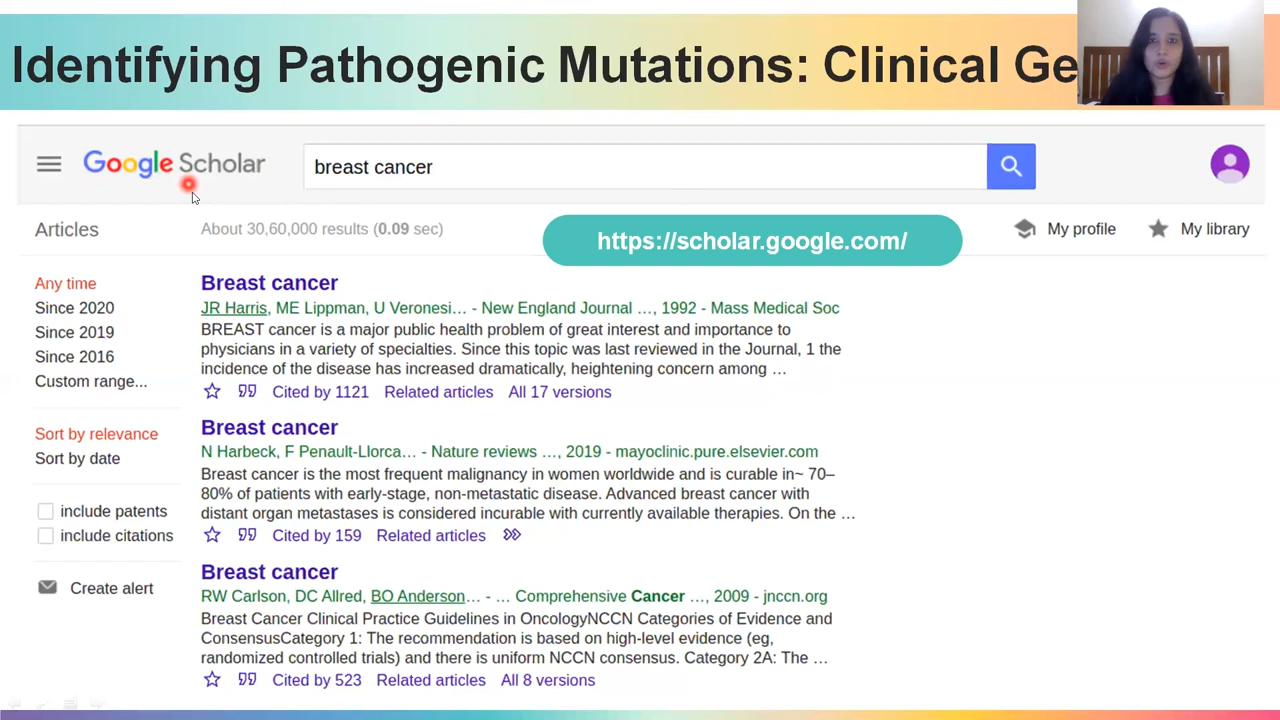 Identifying Pathogenic Mutations: Clinical Ge
Google Scholar
breast cancer
Articles
About 30,60,000 results (0.09 sec)
https://scholar.google.com/
My profile
My library
Any time
Since 2020
Since 2019
Since 2016
Custom range...
Sort by relevance
Sort by date
include patents
include citations
Create alert
Breast cancer
JR Harris, ME Lippman, U Veronesi… - New England Journal …, 1992 - Mass Medical Soc
BREAST cancer is a major public health problem of great interest and importance to
physicians in a variety of specialties. Since this topic was last reviewed in the Journal, 1 the
incidence of the disease has increased dramatically, heightening concern among …
Cited by 1121 Related articles All 17 versions
Breast cancer
N Harbeck, F Penault-Llorca… - Nature reviews …, 2019 - mayoclinic.pure.elsevier.com
Breast cancer is the most frequent malignancy in women worldwide and is curable in~ 70–
80% of patients with early-stage, non-metastatic disease. Advanced breast cancer with
distant organ metastases is considered incurable with currently available therapies. On the …
Cited by 159 Related articles
Breast cancer
RW Carlson, DC Allred, BO Anderson… - … Comprehensive Cancer …, 2009 - jnccn.org
Breast Cancer Clinical Practice Guidelines in OncologyNCCN Categories of Evidence and
ConsensusCategory 1: The recommendation is based on high-level evidence (eg,
randomized controlled trials) and there is uniform NCCN consensus. Category 2A: The …
Cited by 523 Related articles All 8 versions